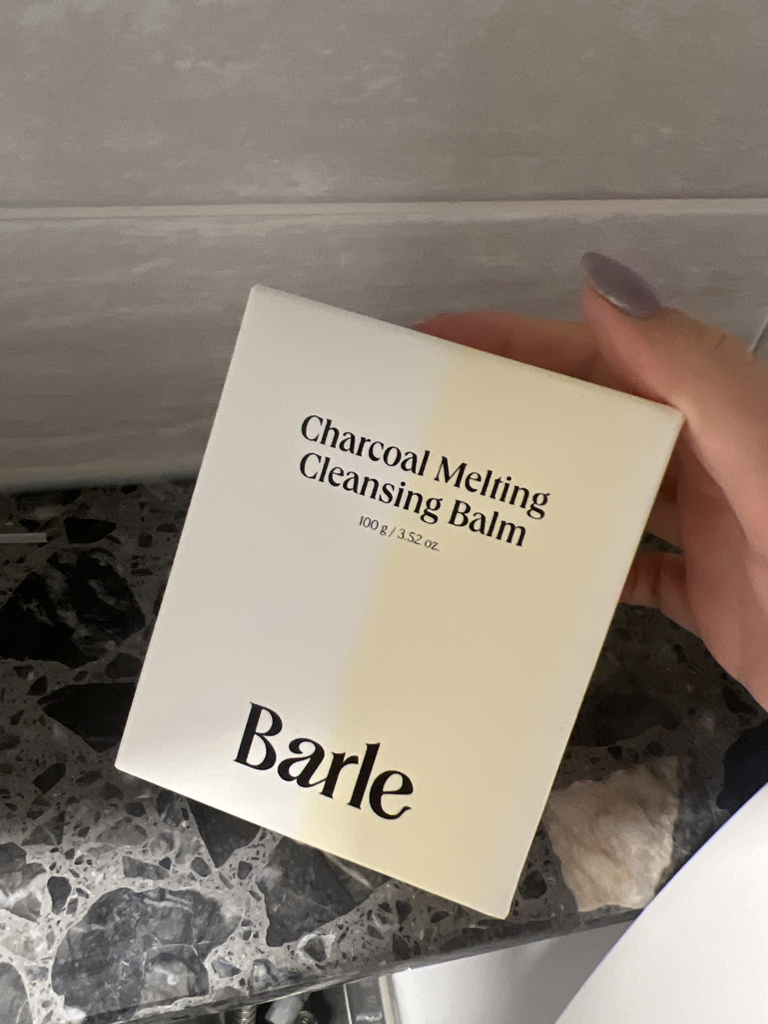 Charcoal Melting
Cleansing Balm
100 g / 3.52 oz.
Barle